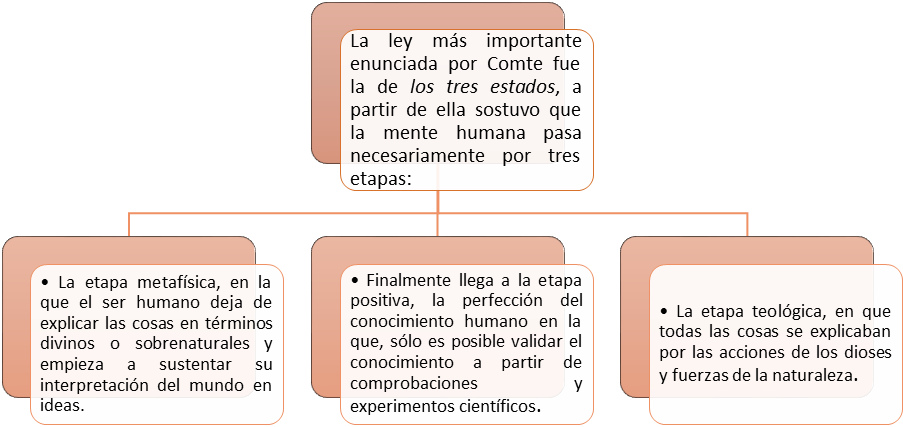 La ley más importante
enunciada por Comte fue
la de los tres estados, a
partir de ella sostuvo que
la mente humana pasa
necesariamente por tres
etapas:
• La etapa metafísica, en la
que el ser humano deja de
explicar las cosas en términos
divinos o sobrenaturales y
empieza a sustentar su
interpretación del mundo en
ideas.
• Finalmente llega a la etapa
positiva, la perfección del
conocimiento humano en la
que, sólo es posible validar el
conocimiento a partir de
comprobaciones y
experimentos científicos.
• La etapa teológica, en que
todas las cosas se explicaban
por las acciones de los dioses
y fuerzas de la naturaleza.